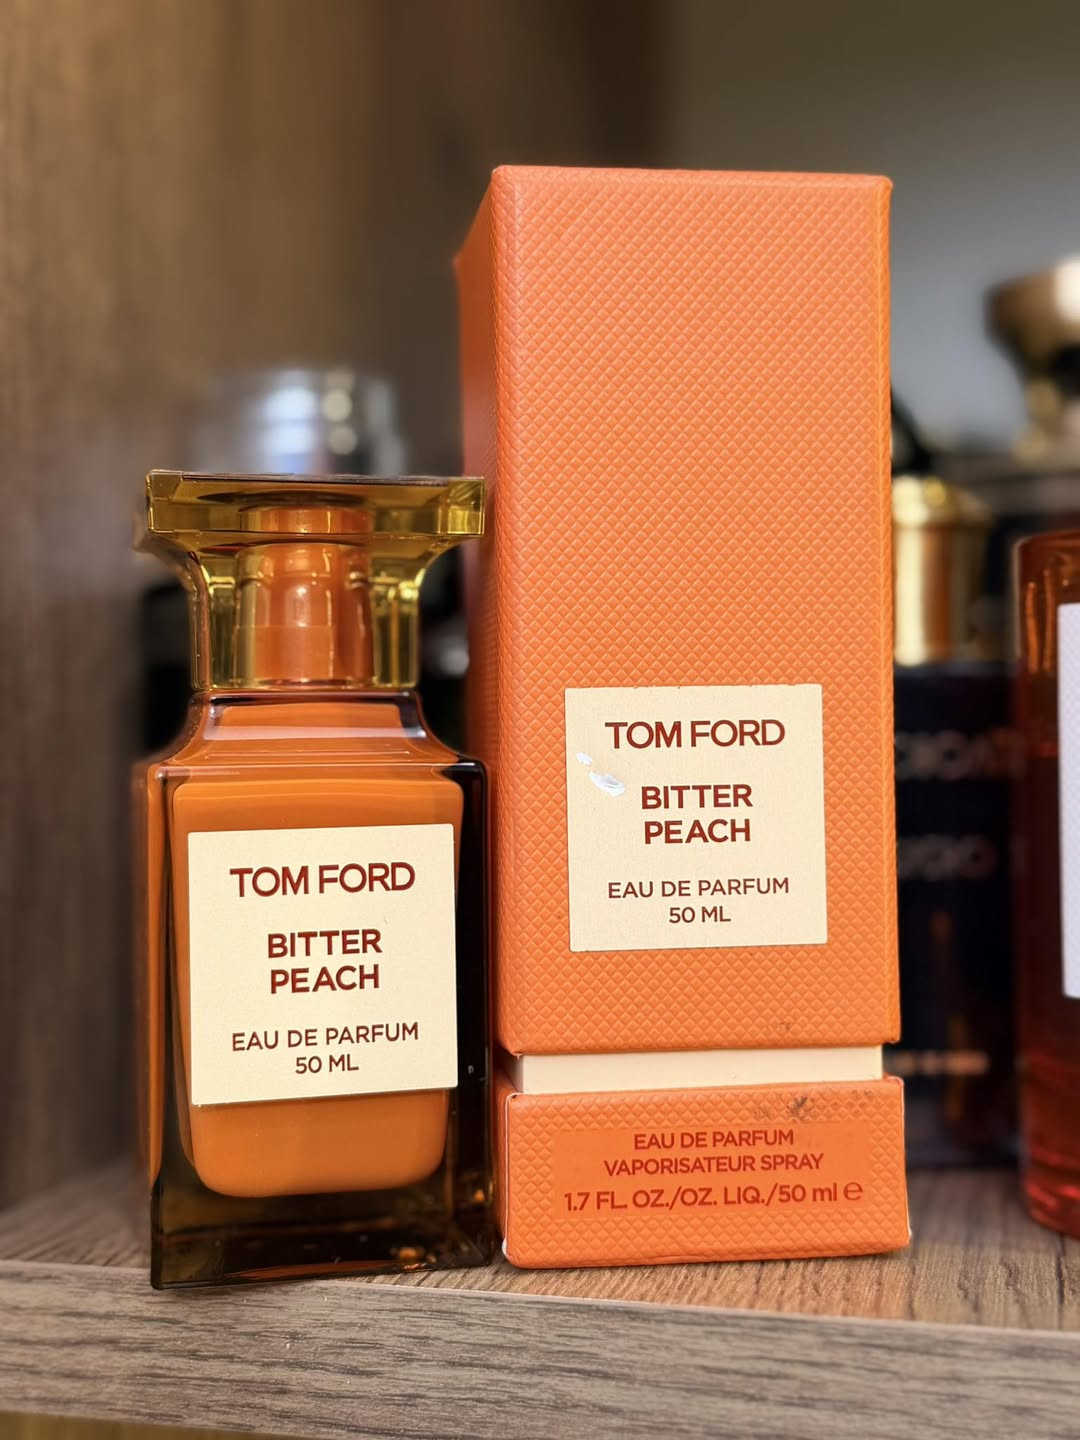 TOM FORD
BITTER
PEACH
EAU DE PARFUM
50 ML
TOM FORD
BITTER
PEACH
EAU DE PARFUM
50 ML
EAU DE PARFUM
VAPORISATEUR SPRAY
1.7 FL. OZ./OZ. LIQ./50 ml ℮